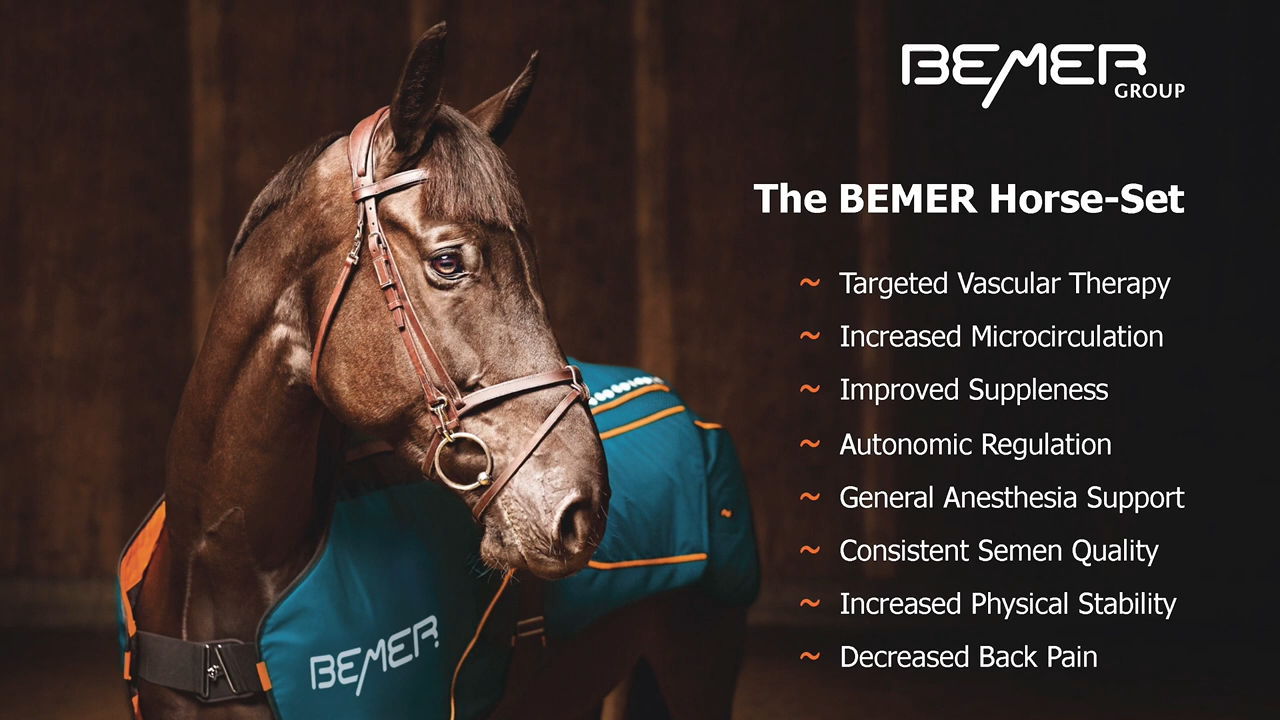 BEMER
GROUP
The BEMER Horse-Set
~ Targeted Vascular Therapy
~ Increased Microcirculation
~ Improved Suppleness
~ Autonomic Regulation
~ General Anesthesia Support
~ Consistent Semen Quality
~ Increased Physical Stability
~ Decreased Back Pain
BEMER